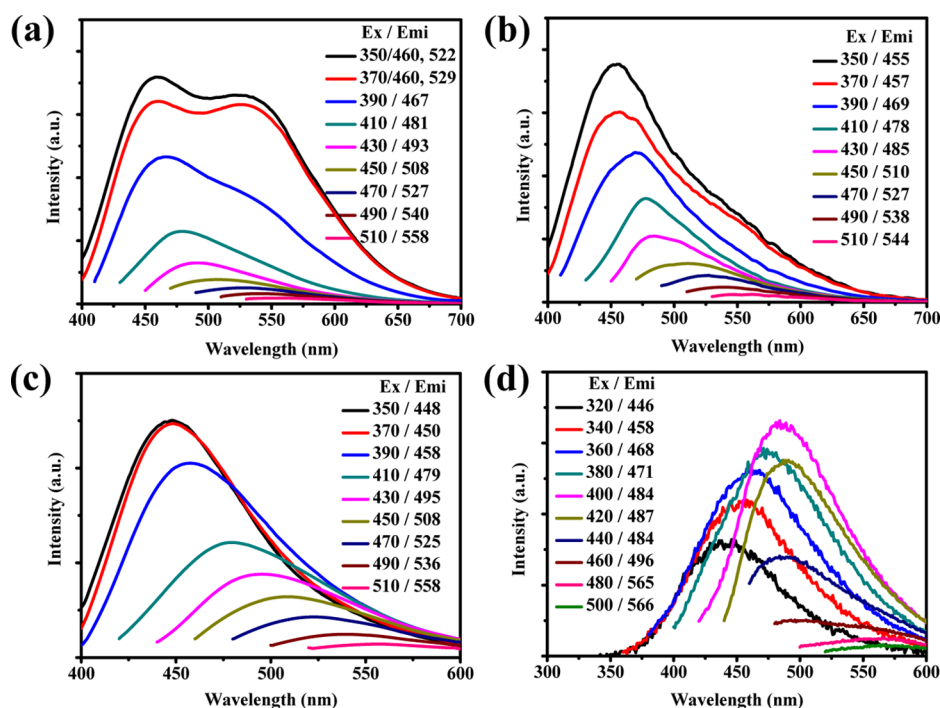 (a)
Ex / Emi
350/460, 522
370/460, 529
390 / 467
410 / 481
430 / 493
450 / 508
470 / 527
490 / 540
510 / 558
Intensity (a.u.)
400 450 500 550 600 650 700
Wavelength (nm)
(b)
Ex / Emi
350 / 455
370 / 457
390 / 469
410 / 478
430 / 485
450 / 510
470 / 527
490 / 538
510 / 544
Intensity (a.u.)
400 450 500 550 600 650 700
Wavelength (nm)
(c)
Ex / Emi
350 / 448
370 / 450
390 / 458
410 / 479
430 / 495
450 / 508
470 / 525
490 / 536
510 / 558
Intensity (a.u.)
400 450 500 550 600
Wavelength (nm)
(d)
Ex / Emi
320 / 446
340 / 458
360 / 468
380 / 471
400 / 484
420 / 487
440 / 484
460 / 496
480 / 565
500 / 566
Intensity (a.u.)
300 350 400 450 500 550 600
Wavelength (nm)